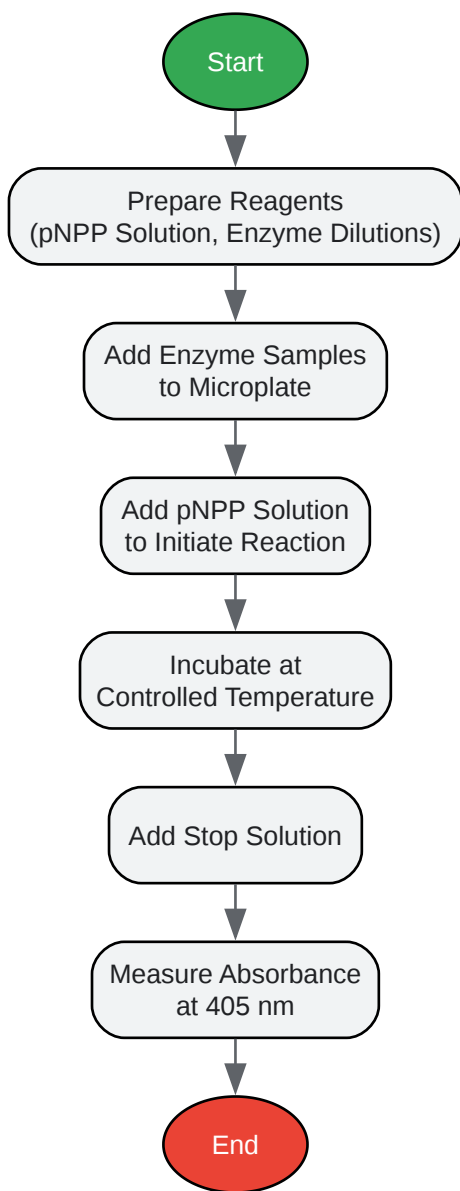 Start
Prepare Reagents
(pNPP Solution, Enzyme Dilutions)
Add Enzyme Samples
to Microplate
Add pNPP Solution
to Initiate Reaction
Incubate at
Controlled Temperature
Add Stop Solution
Measure Absorbance
at 405 nm
End